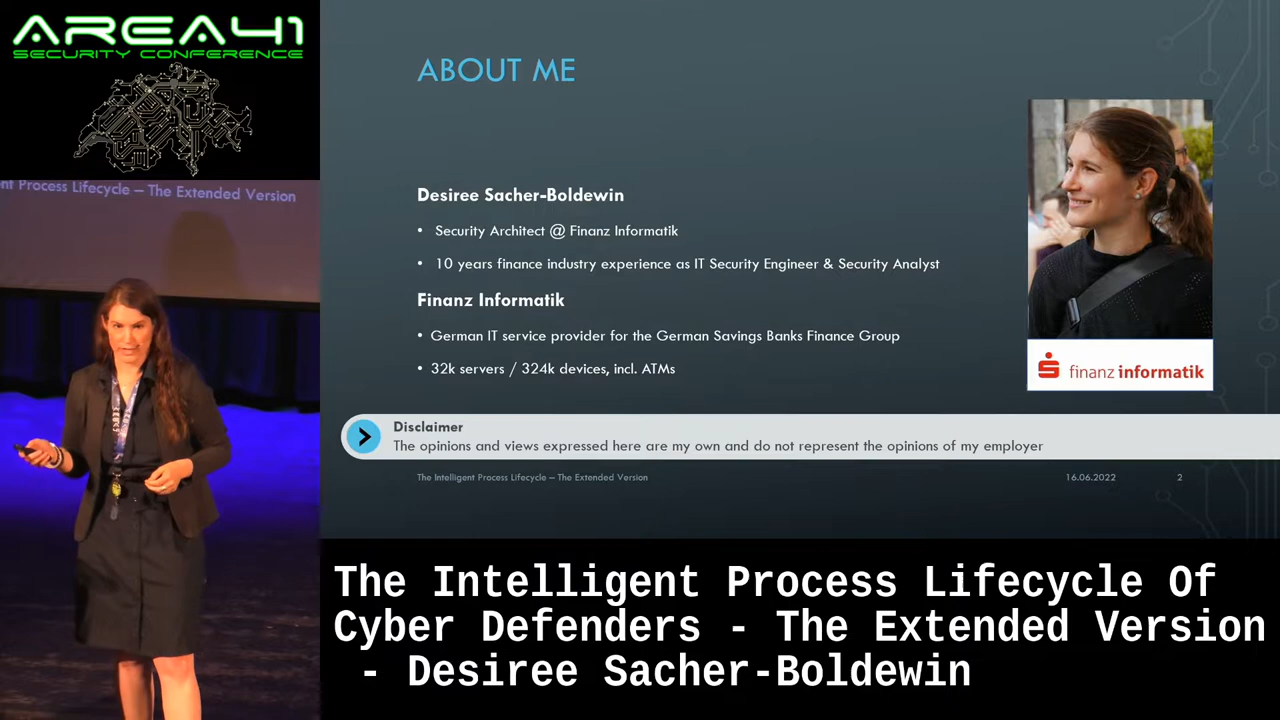 AREA41
SECURITY CONFERENCE
nt Process Lifecycle – The Extended Version
ABOUT ME
Desiree Sacher-Boldewin
• Security Architect @ Finanz Informatik
• 10 years finance industry experience as IT Security Engineer & Security Analyst
Finanz Informatik
• German IT service provider for the German Savings Banks Finance Group
• 32k servers / 324k devices, incl. ATMs
finanz informatik
Disclaimer
The opinions and views expressed here are my own and do not represent the opinions of my employer
The Intelligent Process Lifecycle – The Extended Version 16.06.2022 2
The Intelligent Process Lifecycle Of
Cyber Defenders - The Extended Version
- Desiree Sacher-Boldewin